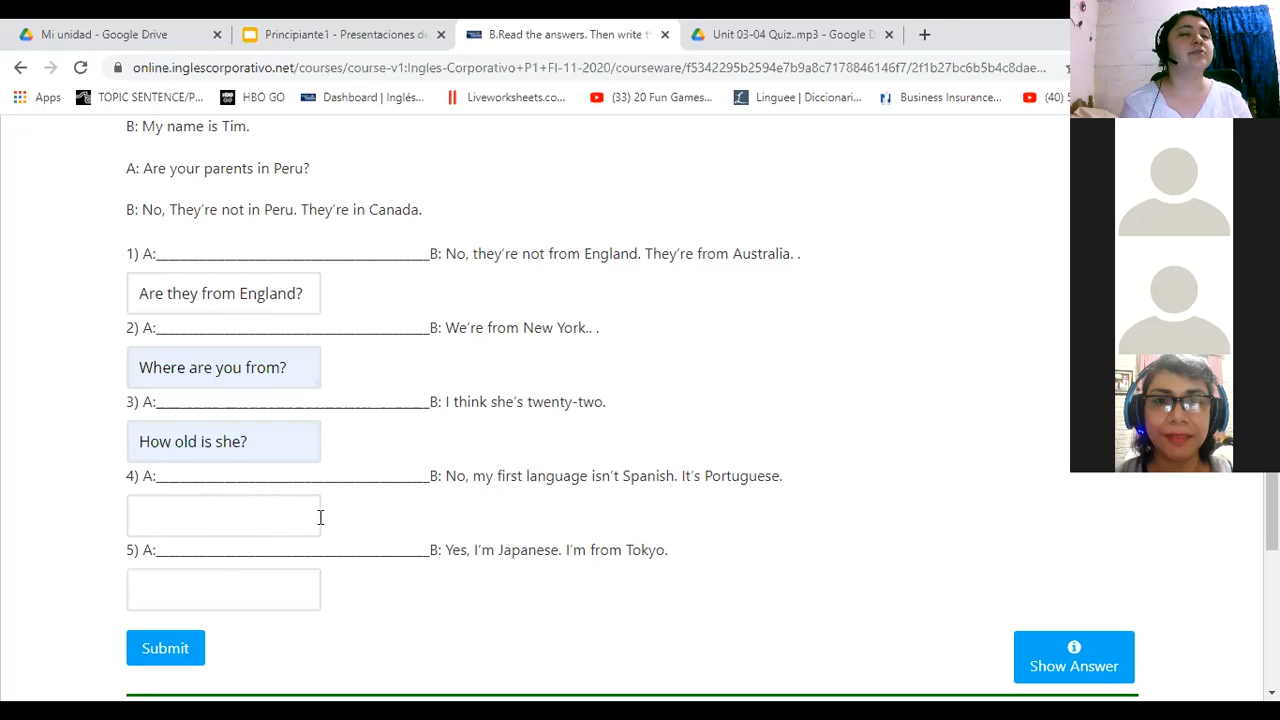 Mi unidad - Google Drive
Principiante1 - Presentaciones de
B.Read the answers. Then write th
Unit 03-04 Quiz..mp3 - Google D
online.inglescorporativo.net/courses/course-v1:Ingles-Corporativo+P1+FI-11-2020/courseware/f5342295b2594e7b9a8c7178846146f7/2f1b27bc6b5b4c8dae...
Apps
TOPIC SENTENCE/P...
HBO GO
Dashboard | Inglés...
Liveworksheets.co...
(33) 20 Fun Games...
Linguee | Diccionari...
Business Insurance...
(40) 5
B: My name is Tim.
A: Are your parents in Peru?
B: No, They’re not in Peru. They’re in Canada.
1) A:__________________________________B: No, they’re not from England. They’re from Australia. .
Are they from England?
2) A:__________________________________B: We’re from New York.. .
Where are you from?
3) A:__________________________________B: I think she’s twenty-two.
How old is she?
4) A:__________________________________B: No, my first language isn’t Spanish. It’s Portuguese.
5) A:__________________________________B: Yes, I’m Japanese. I’m from Tokyo.
Submit
Show Answer